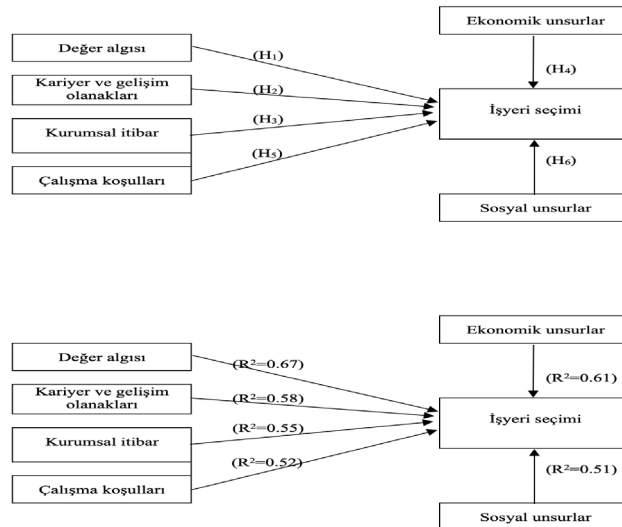 Ekonomik unsurlar
Değer algısı
(H₁)
(H₄)
Kariyer ve gelişim
olanakları
(H₂)
İşyeri seçimi
Kurumsal itibar
(H₃)
(H₅)
(H₆)
Çalışma koşulları
Sosyal unsurlar
Ekonomik unsurlar
Değer algısı
(R²=0.67)
(R²=0.61)
Kariyer ve gelişim
olanakları
(R²=0.58)
İşyeri seçimi
Kurumsal itibar
(R²=0.55)
(R²=0.52)
(R²=0.51)
Çalışma koşulları
Sosyal unsurlar